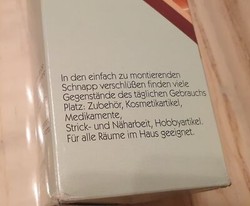 In den einfach zu montierenden
Schnapp verschlüßen finden viele
Gegenstände des täglichen Gebrauchs
Platz: Zubehör, Kosmetikartikel,
Medikamente,
Strick- und Näharbeit, Hobbyartikel.
Für alle Räume im Haus geeignet.